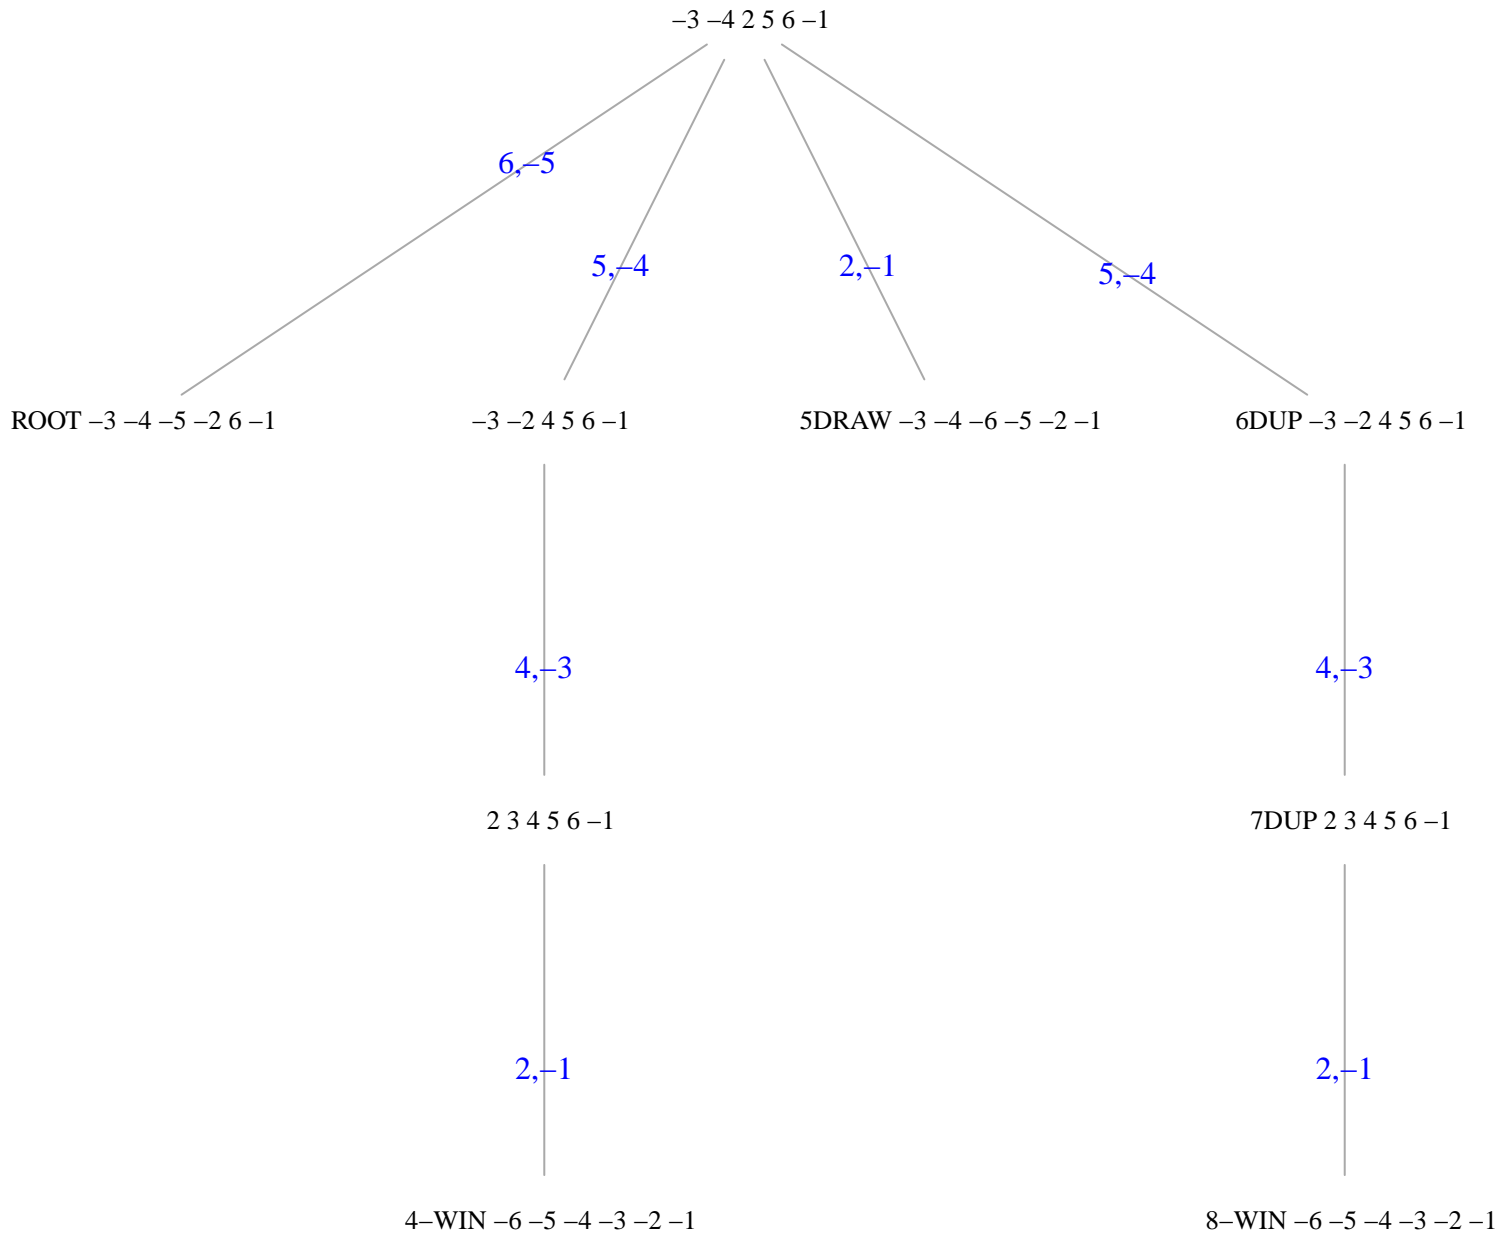 –3 –4 2 5 6 –1
6,–5
5,–4
2,–1
5,–4
ROOT –3 –4 –5 –2 6 –1
–3 –2 4 5 6 –1
5DRAW –3 –4 –6 –5 –2 –1
6DUP –3 –2 4 5 6 –1
4,–3
4,–3
2 3 4 5 6 –1
7DUP 2 3 4 5 6 –1
2,–1
2,–1
4–WIN –6 –5 –4 –3 –2 –1
8–WIN –6 –5 –4 –3 –2 –1